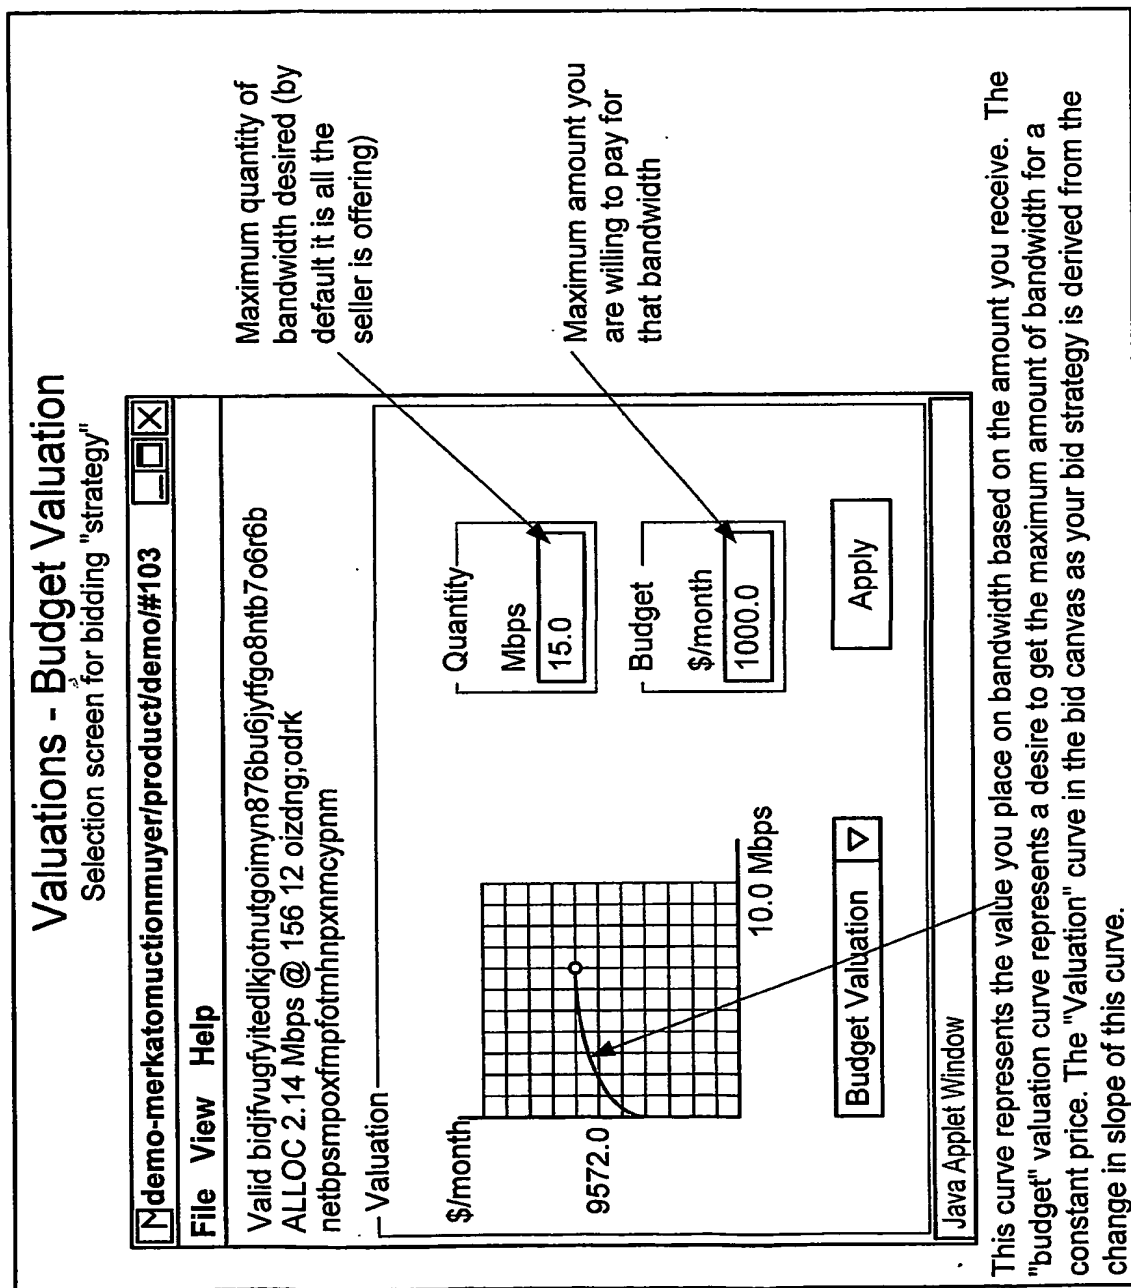 Valuations - Budget Valuation
Selection screen for bidding "strategy"
demo-merkatomuctionnmuyer/product/demo/#103
File View Help
Valid bidjfvugfyitedlkjotnutgoimyn876bu6jytfgo8ntb7o6r6b
ALLOC 2.14 Mbps @ 156 12 oizdng;odrk
netbpsmpoxfmpfotmhnpxnmcypnm
Valuation
$/month
9572.0
10.0 Mbps
Budget Valuation
Quantity
Mbps
15.0
Budget
$/month
1000.0
Apply
Java Applet Window
Maximum quantity of
bandwidth desired (by
default it is all the
seller is offering)
Maximum amount you
are willing to pay for
that bandwidth
This curve represents the value you place on bandwidth based on the amount you receive. The
"budget" valuation curve represents a desire to get the maximum amount of bandwidth for a
constant price. The "Valuation" curve in the bid canvas as your bid strategy is derived from the
change in slope of this curve.